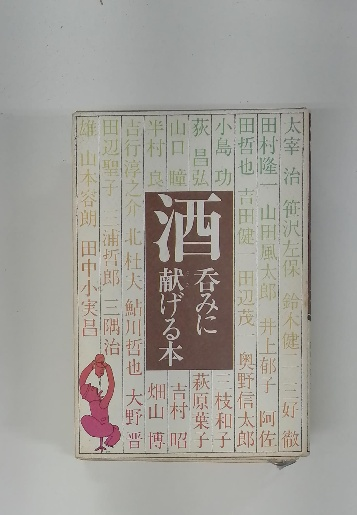 太宰 治 笹沢左保 鈴木健二 三好 徹
田村隆一 山田風太郎 井上郁子 阿佐
田哲也 吉田健一 田辺茂一 奥野信太郎
小島 功
三枝和子
荻 昌弘
萩原葉子
山口 瞳
吉村 昭
半村 良
畑山 博
酒
呑みに
献げる本
吉行淳之介 北 杜夫 鮎川哲也 大野 晋
田辺聖子 三浦哲郎 三隅治
雄 山本容朗 田中小実昌